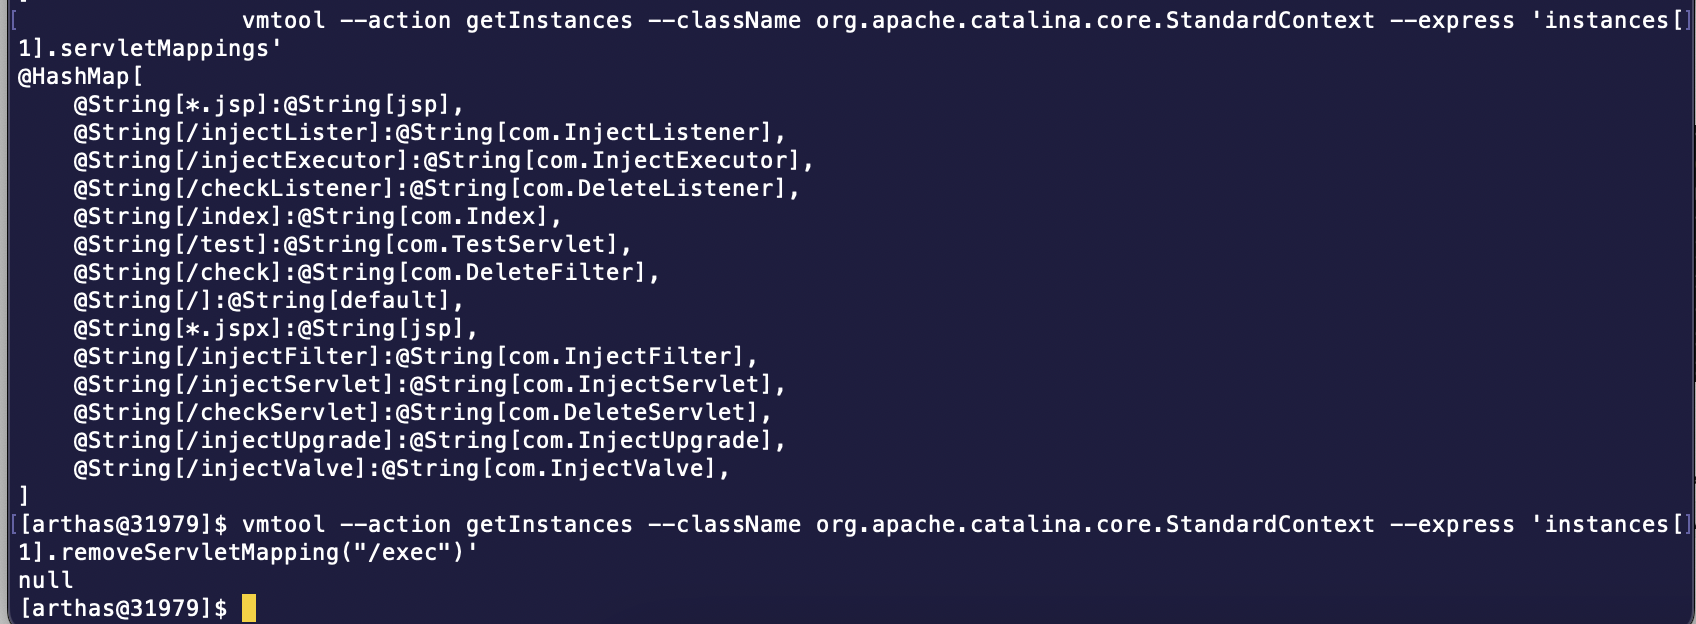 ]
vmtool --action getInstances --className org.apache.catalina.core.StandardContext --express 'instances[
1].servletMappings'
@HashMap[
    @String[*.jsp]:@String[jsp],
    @String[/injectLister]:@String[com.InjectListener],
    @String[/injectExecutor]:@String[com.InjectExecutor],
    @String[/checkListener]:@String[com.DeleteListener],
    @String[/index]:@String[com.Index],
    @String[/test]:@String[com.TestServlet],
    @String[/check]:@String[com.DeleteFilter],
    @String[/]:@String[default],
    @String[*.jspx]:@String[jsp],
    @String[/injectFilter]:@String[com.InjectFilter],
    @String[/injectServlet]:@String[com.InjectServlet],
    @String[/checkServlet]:@String[com.DeleteServlet],
    @String[/injectUpgrade]:@String[com.InjectUpgrade],
    @String[/injectValve]:@String[com.InjectValve],
]
[arthas@31979]$ vmtool --action getInstances --className org.apache.catalina.core.StandardContext --express 'instances[
1].removeServletMapping("/exec")'
null
[arthas@31979]$